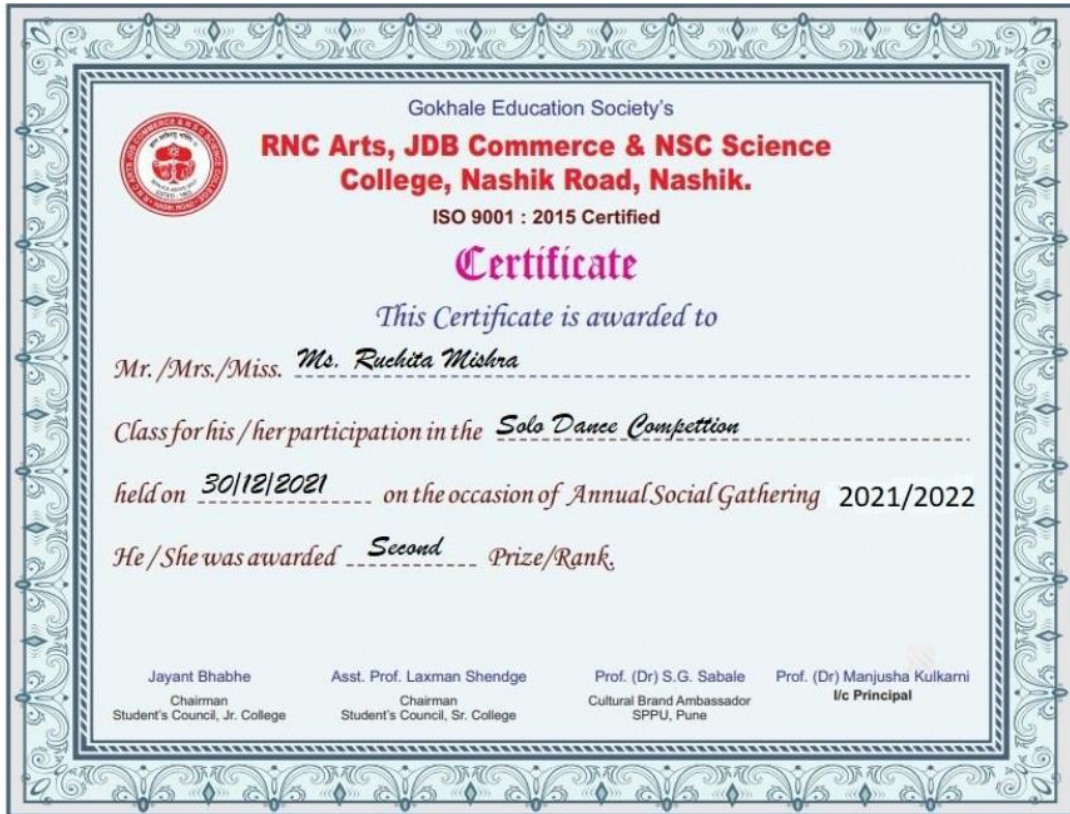 Gokhale Education Society's
RNC Arts, JDB Commerce & NSC Science
College, Nashik Road, Nashik.
ISO 9001 : 2015 Certified
Certificate
This Certificate is awarded to
Mr./Mrs./Miss. Ms. Ruchita Mishra
Class for his / her participation in the Solo Dance Compettion
held on 30/12/2021 on the occasion of Annual Social Gathering 2021/2022
He / She was awarded Second Prize/Rank.
Jayant Bhabhe
Chairman
Student's Council, Jr. College
Asst. Prof. Laxman Shendge
Chairman
Student's Council, Sr. College
Prof. (Dr) S.G. Sabale
Cultural Brand Ambassador
SPPU, Pune
Prof. (Dr) Manjusha Kulkarni
I/c Principal